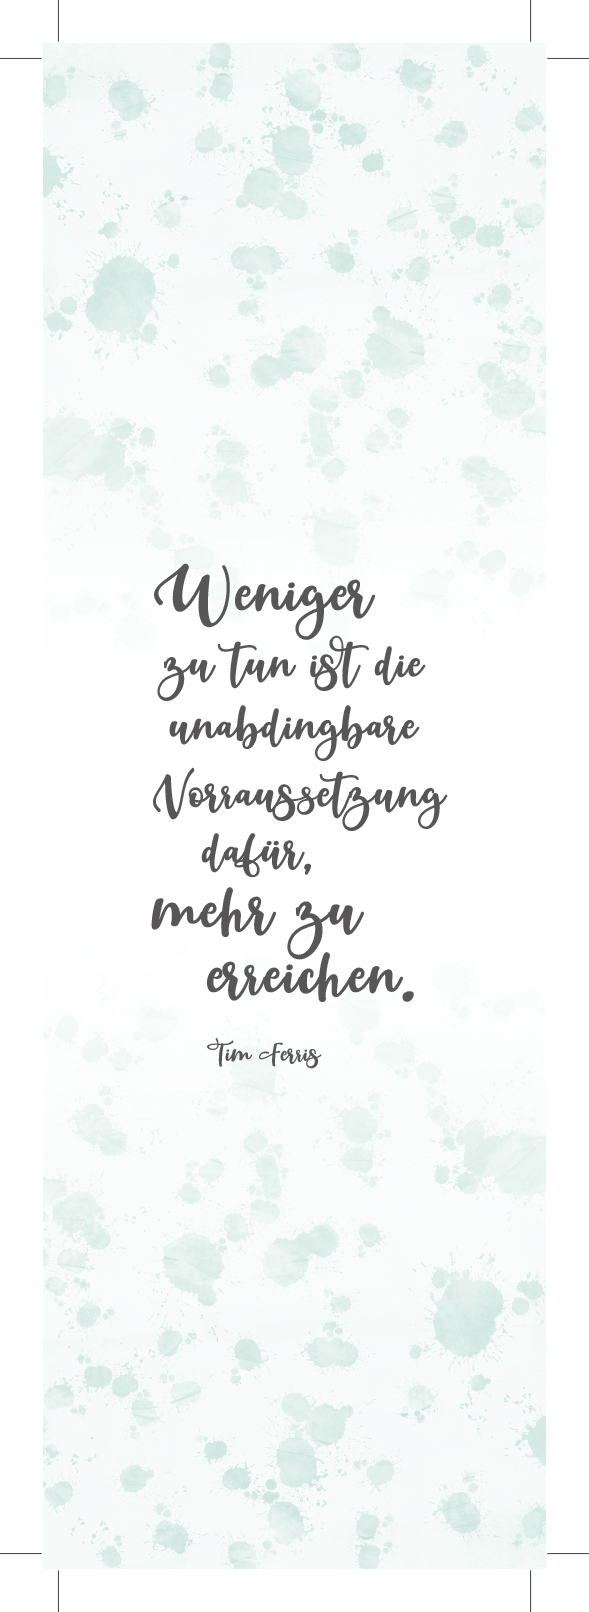 Weniger
zu tun ist die
unabdingbare
Vorraussetzung
dafür,
mehr zu
erreichen.
Tim Ferris